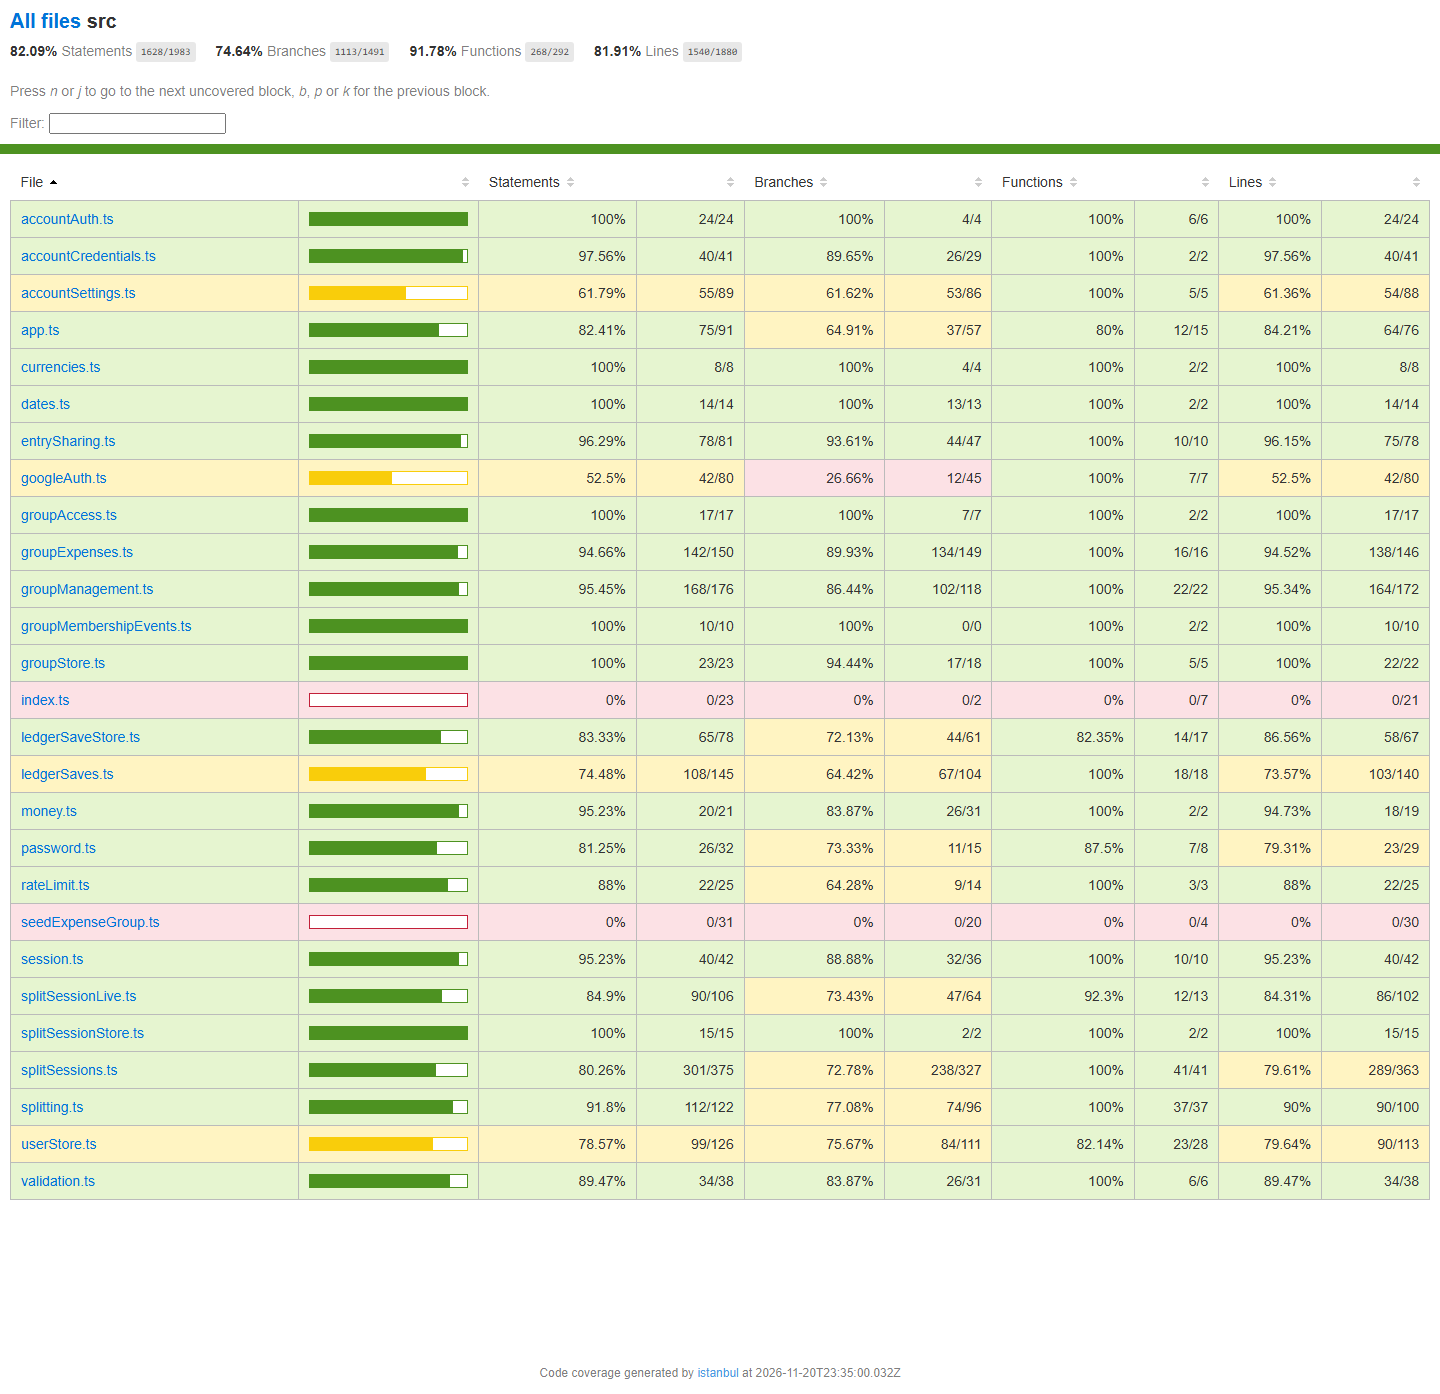 All files src
82.09% Statements 1628/1983 74.64% Branches 1113/1491 91.78% Functions 268/292 81.91% Lines 1540/1880
Press n or j to go to the next uncovered block, b, p or k for the previous block.
Filter:
File Statements Branches Functions Lines
accountAuth.ts 100% 24/24 100% 4/4 100% 6/6 100% 24/24
accountCredentials.ts 97.56% 40/41 89.65% 26/29 100% 2/2 97.56% 40/41
accountSettings.ts 61.79% 55/89 61.62% 53/86 100% 5/5 61.36% 54/88
app.ts 82.41% 75/91 64.91% 37/57 80% 12/15 84.21% 64/76
currencies.ts 100% 8/8 100% 4/4 100% 2/2 100% 8/8
dates.ts 100% 14/14 100% 13/13 100% 2/2 100% 14/14
entrySharing.ts 96.29% 78/81 93.61% 44/47 100% 10/10 96.15% 75/78
googleAuth.ts 52.5% 42/80 26.66% 12/45 100% 7/7 52.5% 42/80
groupAccess.ts 100% 17/17 100% 7/7 100% 2/2 100% 17/17
groupExpenses.ts 94.66% 142/150 89.93% 134/149 100% 16/16 94.52% 138/146
groupManagement.ts 95.45% 168/176 86.44% 102/118 100% 22/22 95.34% 164/172
groupMembershipEvents.ts 100% 10/10 100% 0/0 100% 2/2 100% 10/10
groupStore.ts 100% 23/23 94.44% 17/18 100% 5/5 100% 22/22
index.ts 0% 0/23 0% 0/2 0% 0/7 0% 0/21
ledgerSaveStore.ts 83.33% 65/78 72.13% 44/61 82.35% 14/17 86.56% 58/67
ledgerSaves.ts 74.48% 108/145 64.42% 67/104 100% 18/18 73.57% 103/140
money.ts 95.23% 20/21 83.87% 26/31 100% 2/2 94.73% 18/19
password.ts 81.25% 26/32 73.33% 11/15 87.5% 7/8 79.31% 23/29
rateLimit.ts 88% 22/25 64.28% 9/14 100% 3/3 88% 22/25
seedExpenseGroup.ts 0% 0/31 0% 0/20 0% 0/4 0% 0/30
session.ts 95.23% 40/42 88.88% 32/36 100% 10/10 95.23% 40/42
splitSessionLive.ts 84.9% 90/106 73.43% 47/64 92.3% 12/13 84.31% 86/102
splitSessionStore.ts 100% 15/15 100% 2/2 100% 2/2 100% 15/15
splitSessions.ts 80.26% 301/375 72.78% 238/327 100% 41/41 79.61% 289/363
splitting.ts 91.8% 112/122 77.08% 74/96 100% 37/37 90% 90/100
userStore.ts 78.57% 99/126 75.67% 84/111 82.14% 23/28 79.64% 90/113
validation.ts 89.47% 34/38 83.87% 26/31 100% 6/6 89.47% 34/38
Code coverage generated by istanbul at 2026-11-20T23:35:00.032Z